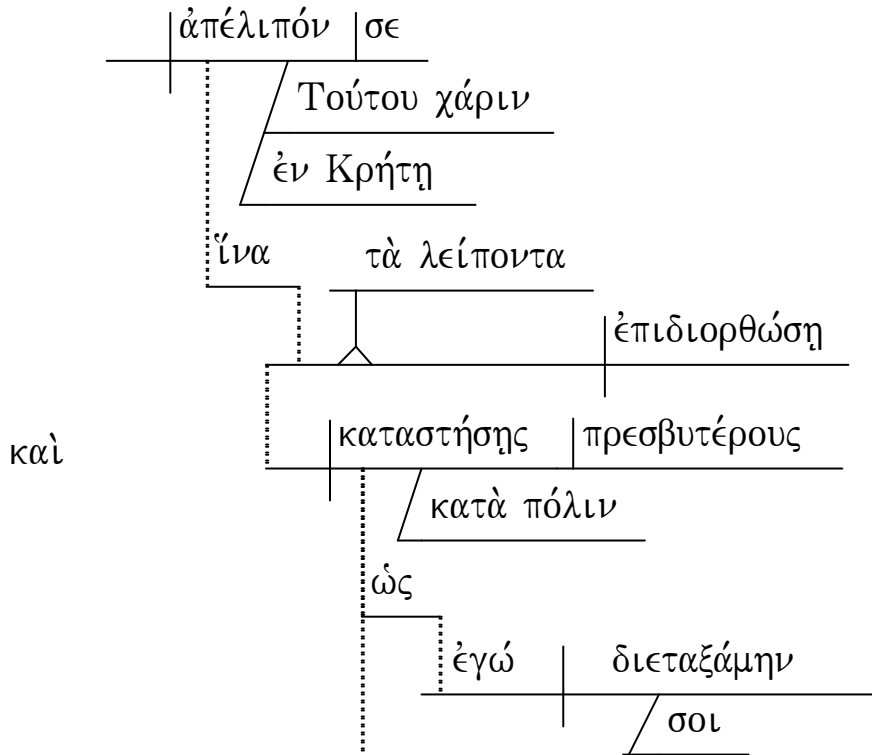 ἀπέλιπόν σε
Τούτου χάριν
ἐν Κρήτῃ
ἵνα τὰ λείποντα
ἐπιδιορθώσῃ
καὶ καταστήσῃς πρεσβυτέρους
κατὰ πόλιν
ὡς
ἐγώ διεταξάμην
σοι